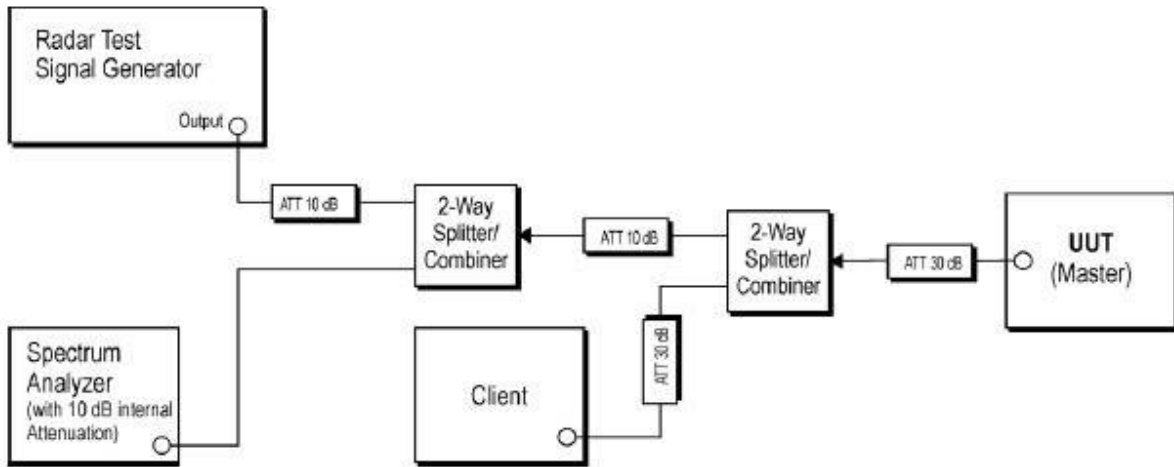 Radar Test
Signal Generator
Output
ATT 10 dB
2-Way
Splitter/
Combiner
ATT 10 dB
2-Way
Splitter/
Combiner
ATT 30 dB
UUT
(Master)
Spectrum
Analyzer
(with 10 dB internal
Attenuation)
Client
ATT 30 dB